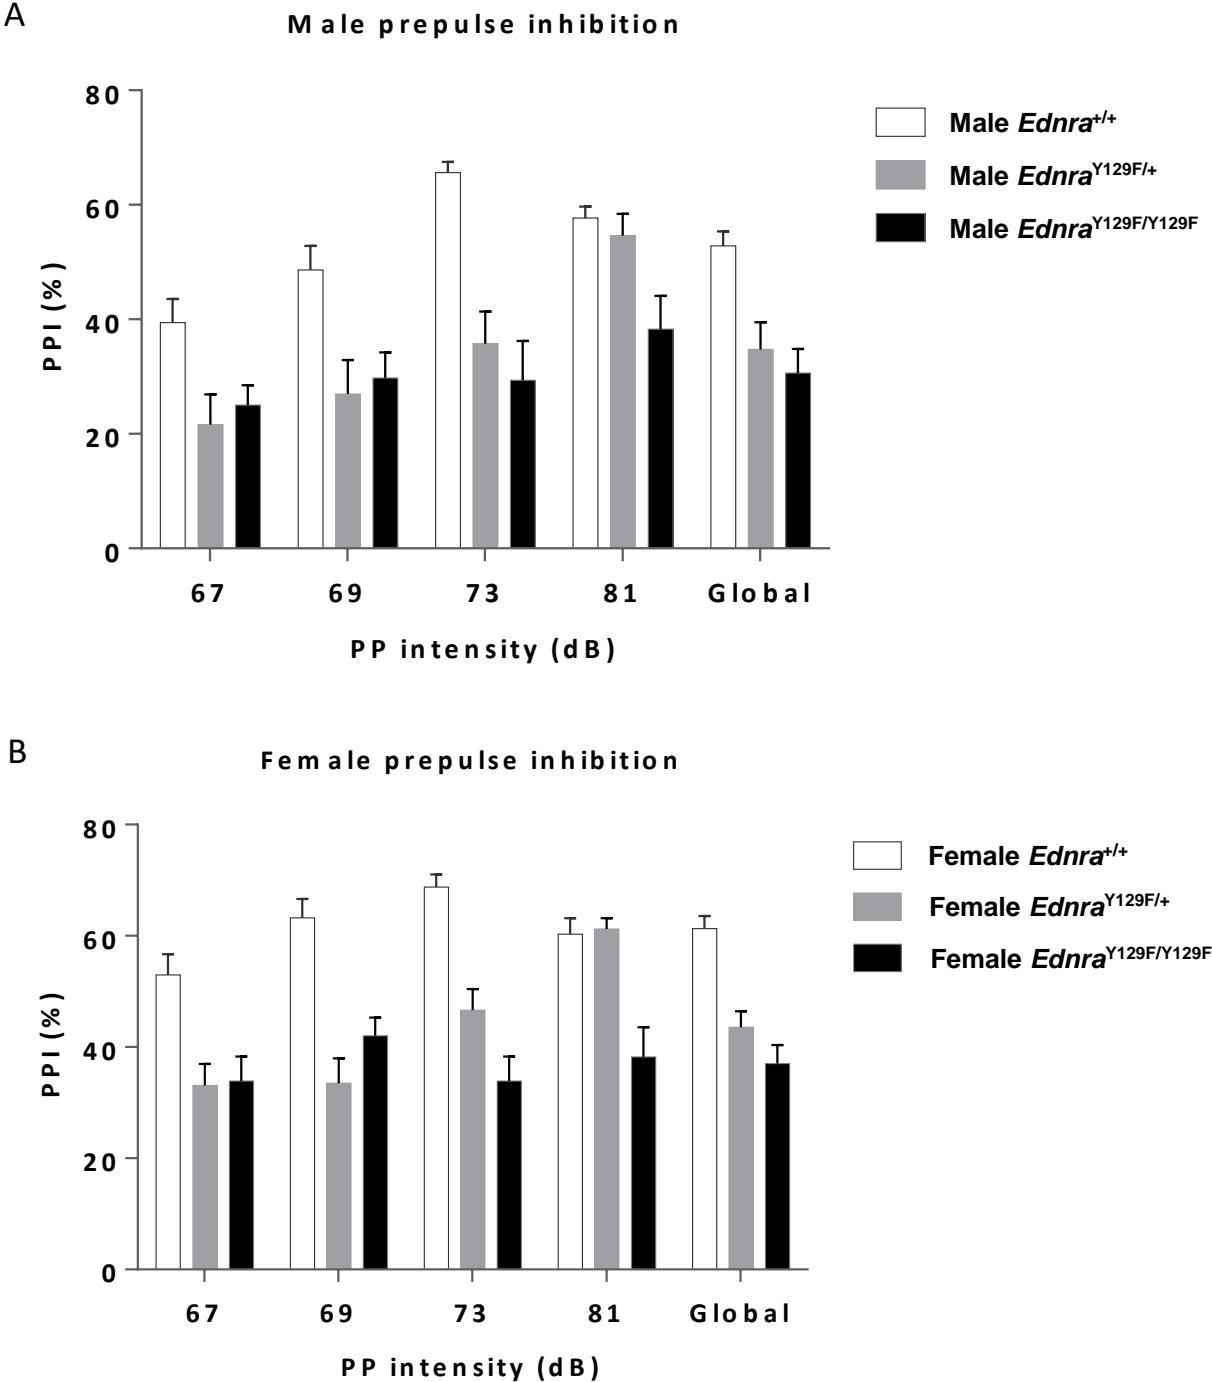 A
Male prepulse inhibition
80
60
40
20
0
PPI (%)
67 69 73 81 Global
PP intensity (dB)
Male Ednra+/+
Male EdnraY129F/+
Male EdnraY129F/Y129F
B
Female prepulse inhibition
80
60
40
20
0
PPI (%)
67 69 73 81 Global
PP intensity (dB)
Female Ednra+/+
Female EdnraY129F/+
Female EdnraY129F/Y129F